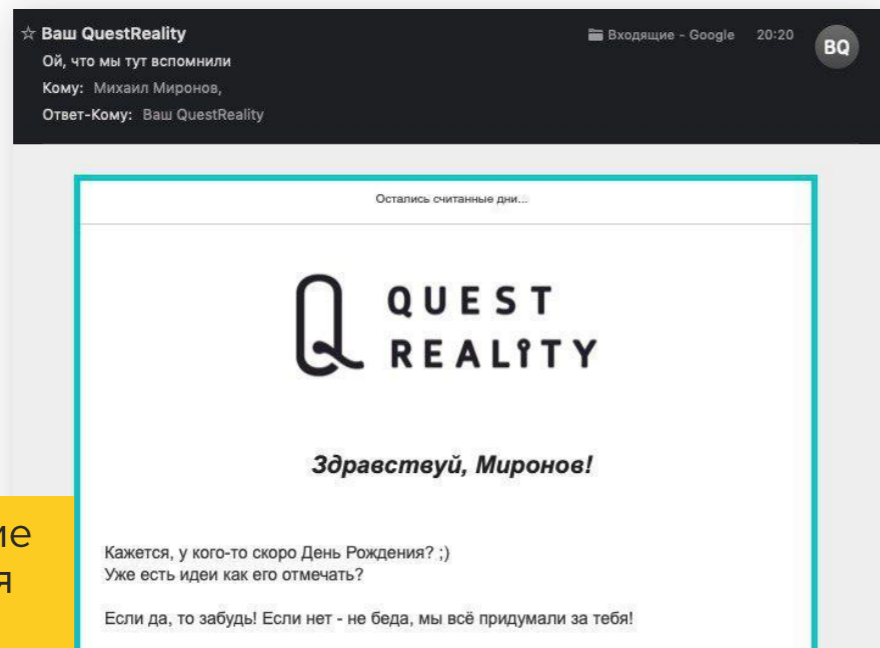 Ваш QuestReality
Входящие - Google 20:20
BQ
Ой, что мы тут вспомнили
Кому: Михаил Миронов,
Ответ-Кому: Ваш QuestReality
Остались считанные дни...
QUEST
REALITY
Здравствуй, Миронов!
Кажется, у кого-то скоро День Рождения? ;)
Уже есть идеи как его отмечать?
Если да, то забудь! Если нет - не беда, мы всё придумали за тебя!